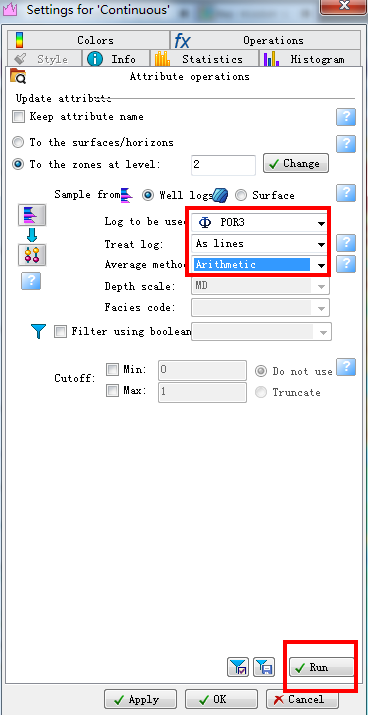 Settings for 'Continuous'
Colors
Operations
Style
Info
Statistics
Histogram
Attribute operations
Update attribute
Keep attribute name
To the surfaces/horizons
To the zones at level:
2
Change
Sample from
Well logs
Surface
Log to be use
POR3
Treat log:
As lines
Average metho
Arithmetic
Depth scale:
MD
Facies code:
Filter using boolean
Cutoff:
Min:
0
Do not use
Max:
1
Truncate
Run
Apply
OK
Cancel